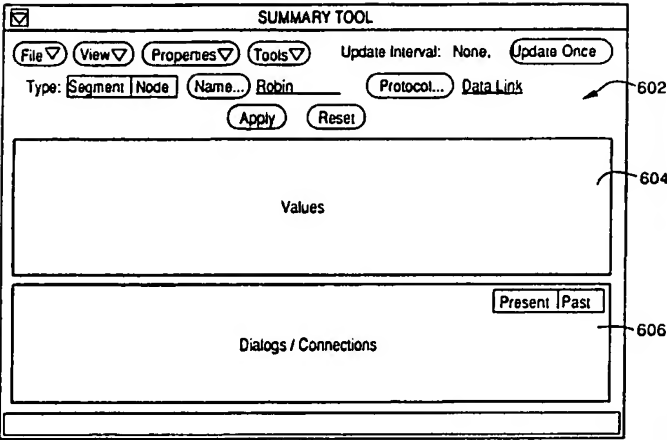 SUMMARY TOOL
File View Properties Tools Update Interval: None, Update Once
Type: Segment Node Name... Robin Protocol... Data Link
602
Apply Reset
604
Values
Present Past
606
Dialogs / Connections